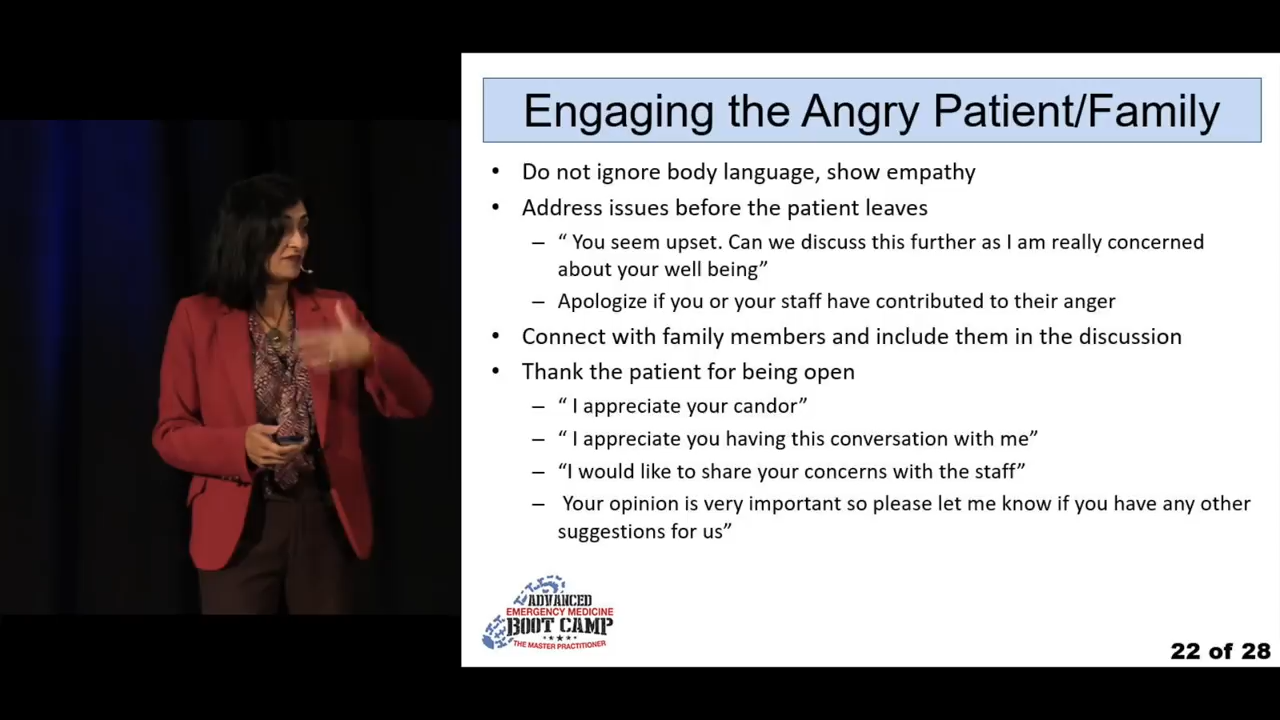 Engaging the Angry Patient/Family
• Do not ignore body language, show empathy
• Address issues before the patient leaves
– “ You seem upset. Can we discuss this further as I am really concerned
about your well being”
– Apologize if you or your staff have contributed to their anger
• Connect with family members and include them in the discussion
• Thank the patient for being open
– “ I appreciate your candor”
– “ I appreciate you having this conversation with me”
– “I would like to share your concerns with the staff”
– Your opinion is very important so please let me know if you have any other
suggestions for us”
ADVANCED
EMERGENCY MEDICINE
BOOT CAMP
THE MASTER PRACTITIONER
22 of 28